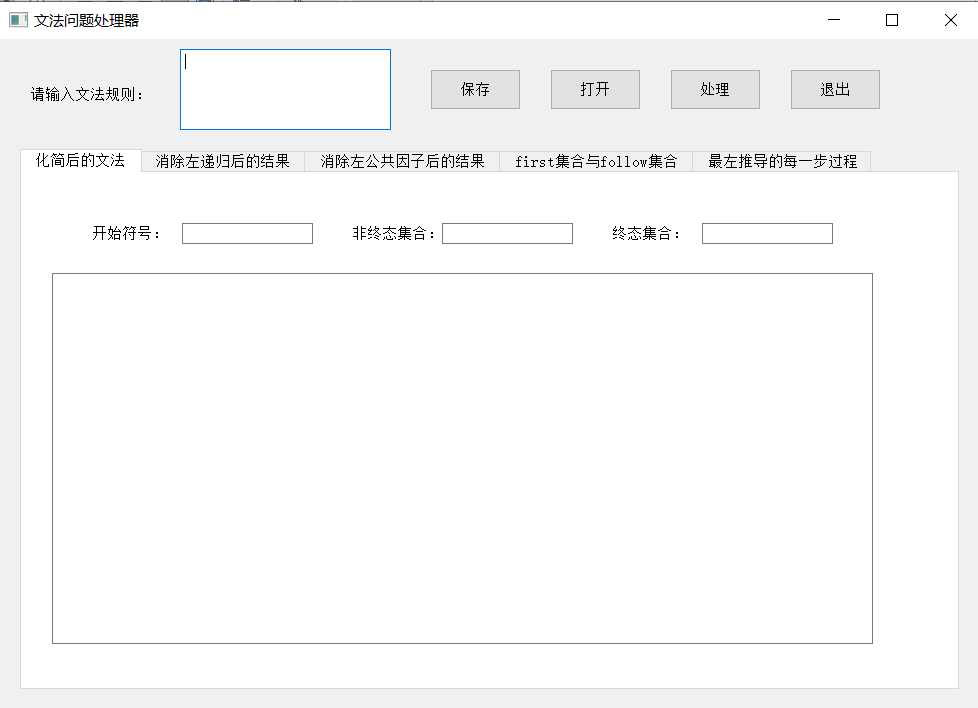 文法问题处理器
请输入文法规则：
保存
打开
处理
退出
化简后的文法
消除左递归后的结果
消除左公共因子后的结果
first集合与follow集合
最左推导的每一步过程
开始符号：
非终态集合：
终态集合：